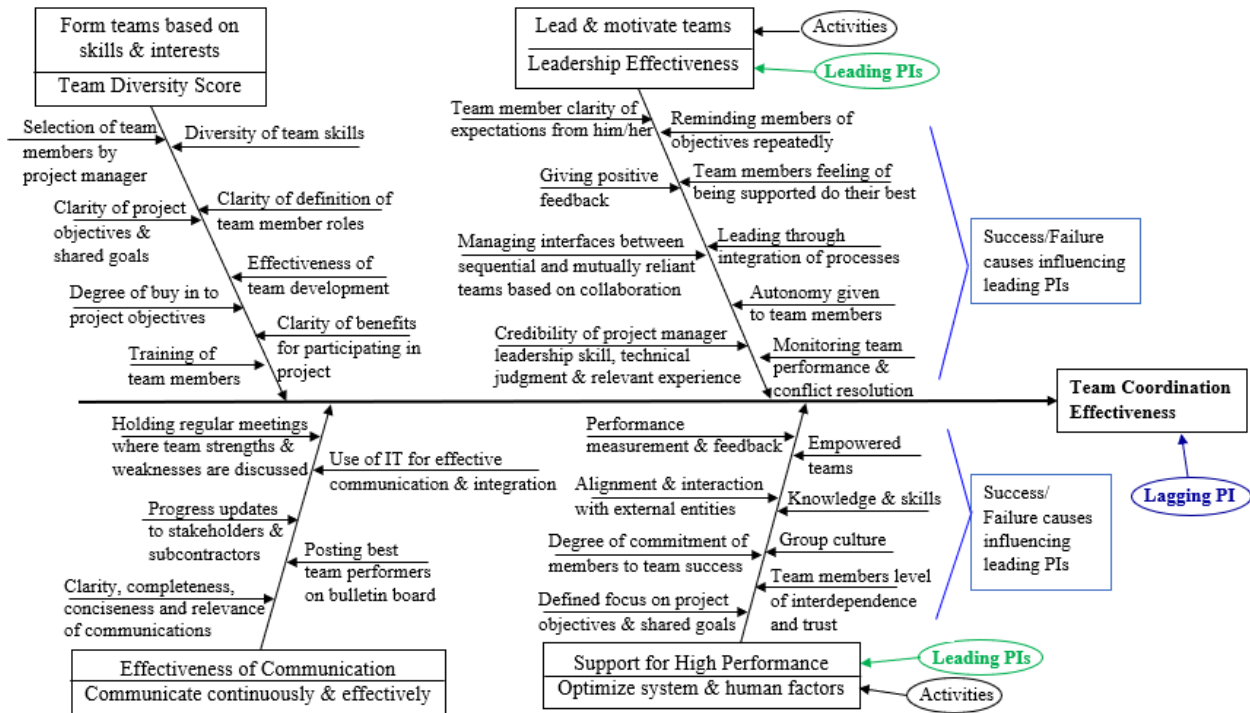 Form teams based on
skills & interests
Team Diversity Score
Lead & motivate teams
Leadership Effectiveness
Activities
Leading PIs
Selection of team
members by
project manager
Diversity of team skills
Clarity of project
objectives &
shared goals
Clarity of definition of
team member roles
Effectiveness of
team development
Degree of buy in to
project objectives
Clarity of benefits
for participating in
project
Training of
team members
Team member clarity of
expectations from him/her
Reminding members of
objectives repeatedly
Giving positive
feedback
Team members feeling of
being supported do their best
Managing interfaces between
sequential and mutually reliant
teams based on collaboration
Leading through
integration of processes
Autonomy given
to team members
Credibility of project manager
leadership skill, technical
judgment & relevant experience
Monitoring team
performance &
conflict resolution
Success/Failure
causes influencing
leading PIs
Team Coordination
Effectiveness
Lagging PI
Holding regular meetings
where team strengths &
weaknesses are discussed
Use of IT for effective
communication & integration
Progress updates
to stakeholders &
subcontractors
Posting best
team performers
on bulletin board
Clarity, completeness,
conciseness and relevance
of communications
Effectiveness of Communication
Communicate continuously & effectively
Performance
measurement & feedback
Empowered
teams
Alignment & interaction
with external entities
Knowledge & skills
Degree of commitment of
members to team success
Group culture
Defined focus on project
objectives & shared goals
Team members level
of interdependence
and trust
Success/
Failure causes
influencing
leading PIs
Support for High Performance
Optimize system & human factors
Leading PIs
Activities